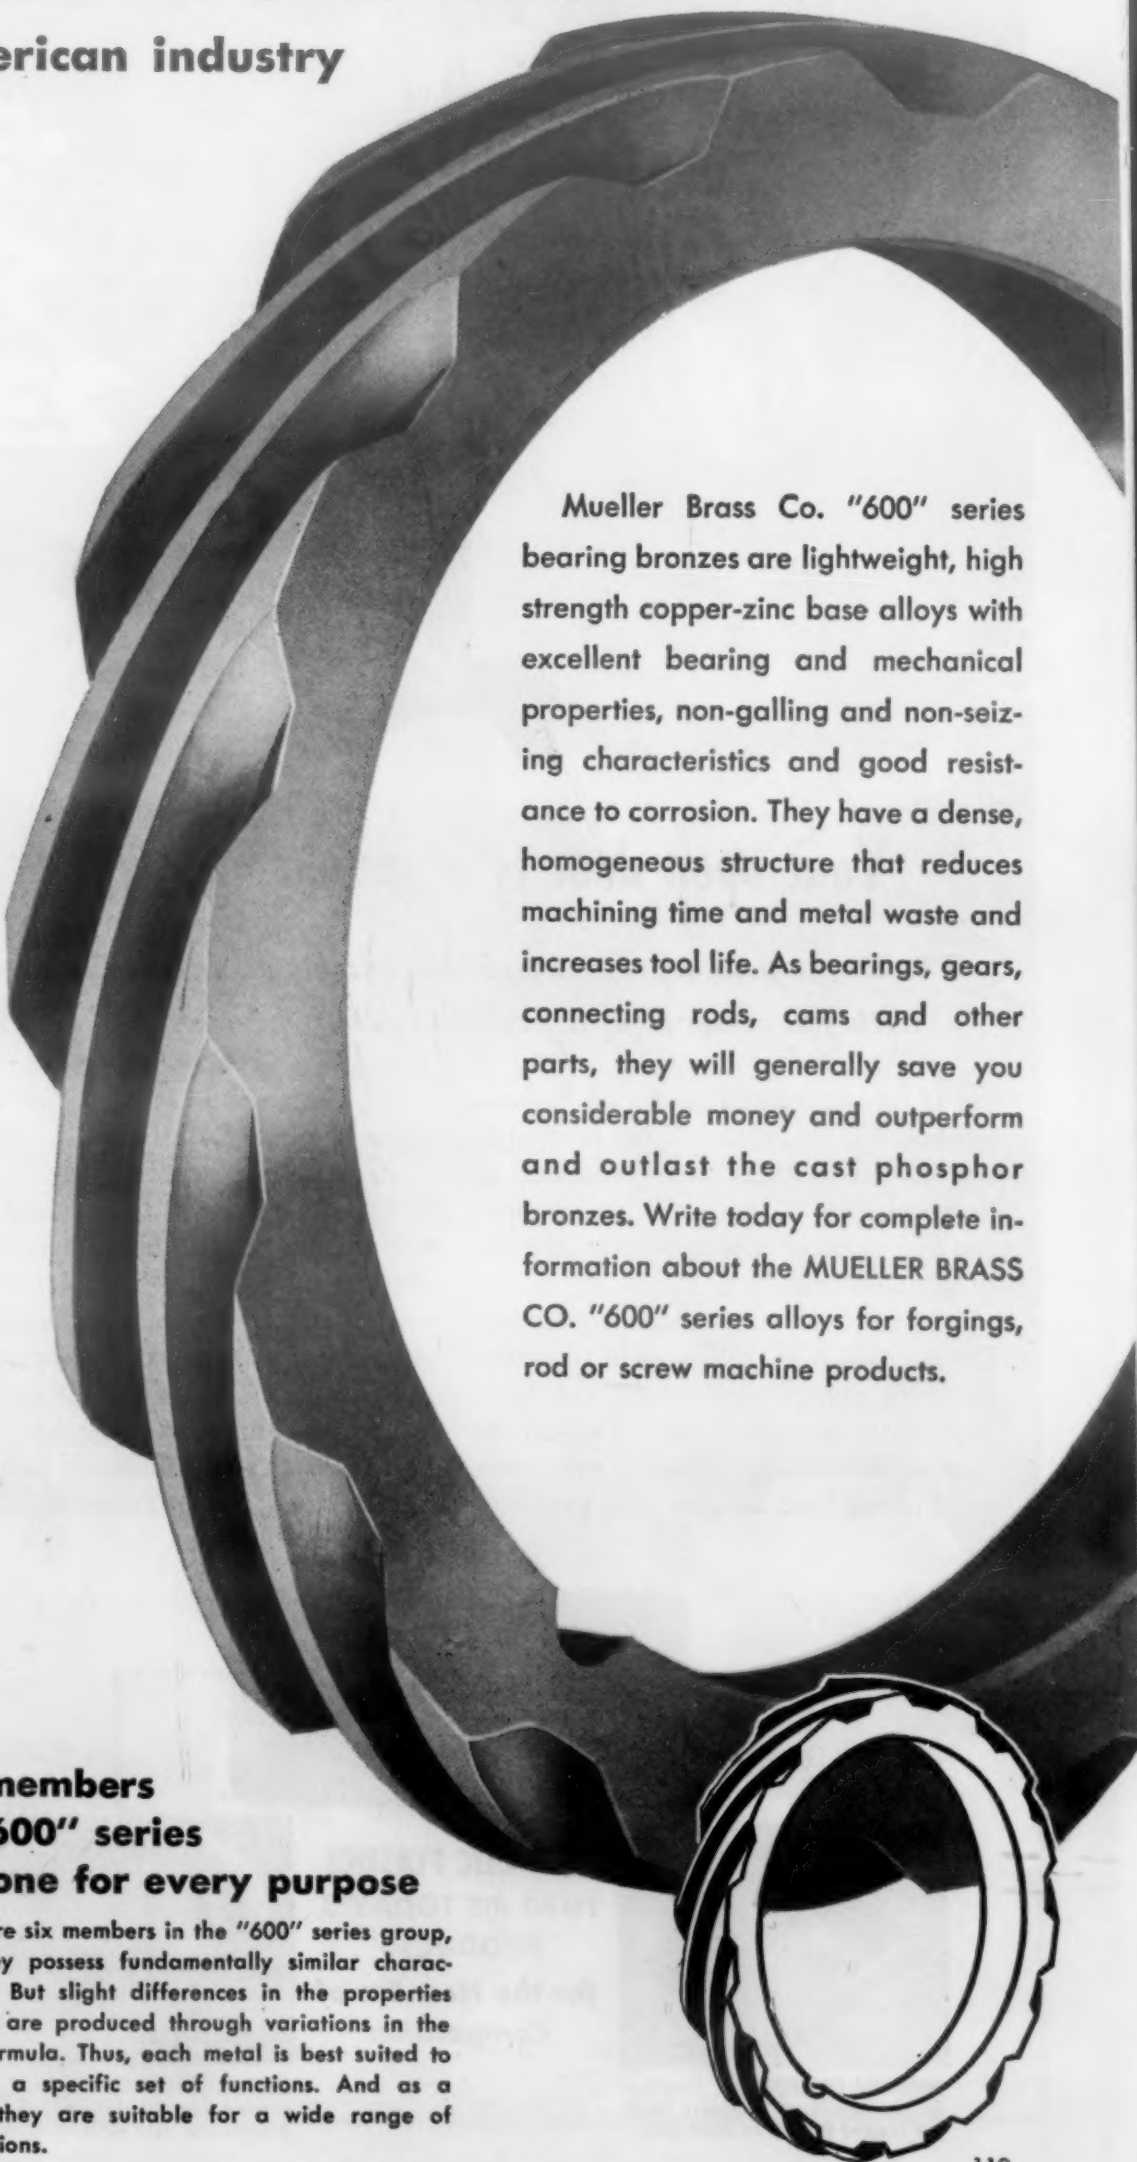 erican industry
Mueller Brass Co. "600" series
bearing bronzes are lightweight, high
strength copper-zinc base alloys with
excellent bearing and mechanical
properties, non-galling and non-seiz-
ing characteristics and good resist-
ance to corrosion. They have a dense,
homogeneous structure that reduces
machining time and metal waste and
increases tool life. As bearings, gears,
connecting rods, cams and other
parts, they will generally save you
considerable money and outperform
and outlast the cast phosphor
bronzes. Write today for complete in-
formation about the MUELLER BRASS
CO. "600" series alloys for forgings,
rod or screw machine products.
members
600" series
one for every purpose
re six members in the "600" series group,
y possess fundamentally similar charac-
But slight differences in the properties
are produced through variations in the
rmula. Thus, each metal is best suited to
a specific set of functions. And as a
they are suitable for a wide range of
ions.